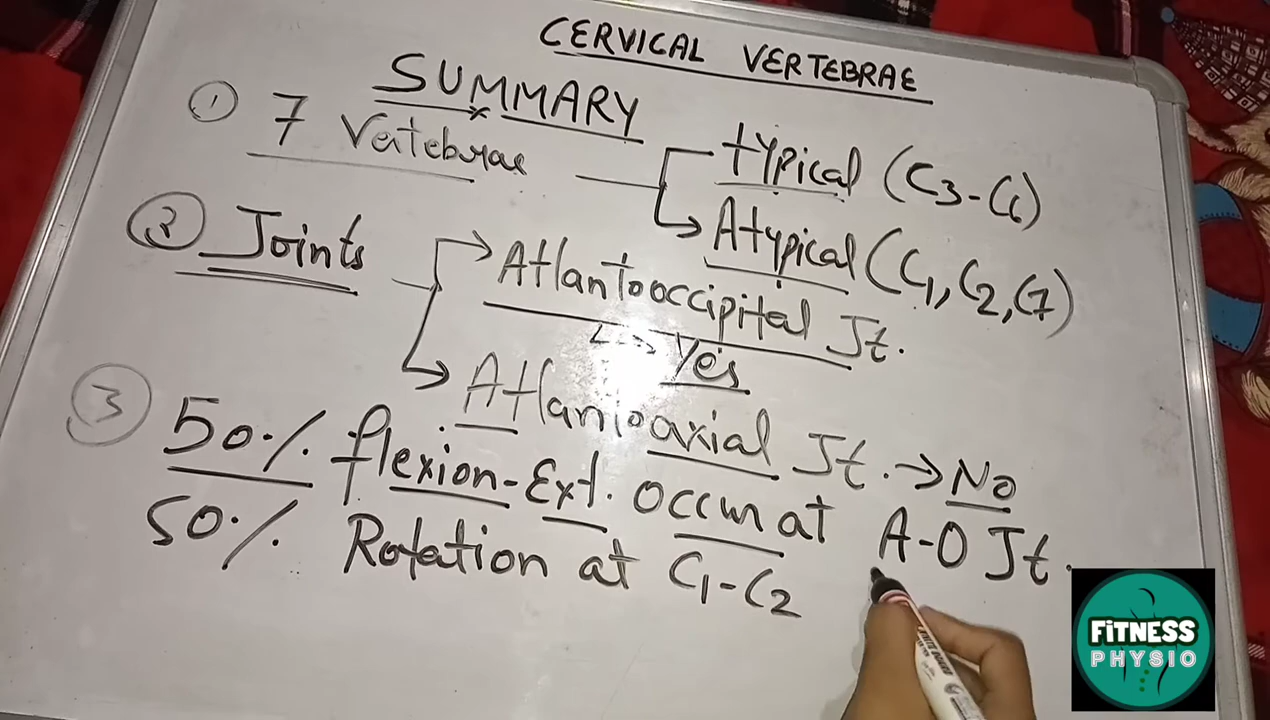 CERVICAL VERTEBRAE
SUMMARY
① 7 Vertebrae → typical (C3-C6)
→ Atypical (C1, C2, C7)
② Joints → Atlantooccipital Jt.
↳ Yes
→ Atlantoaxial Jt. → No
③ 50% flexion-Ext. occur at A-O Jt.
50% Rotation at C1-C2
FiTNESS
PHYSIO